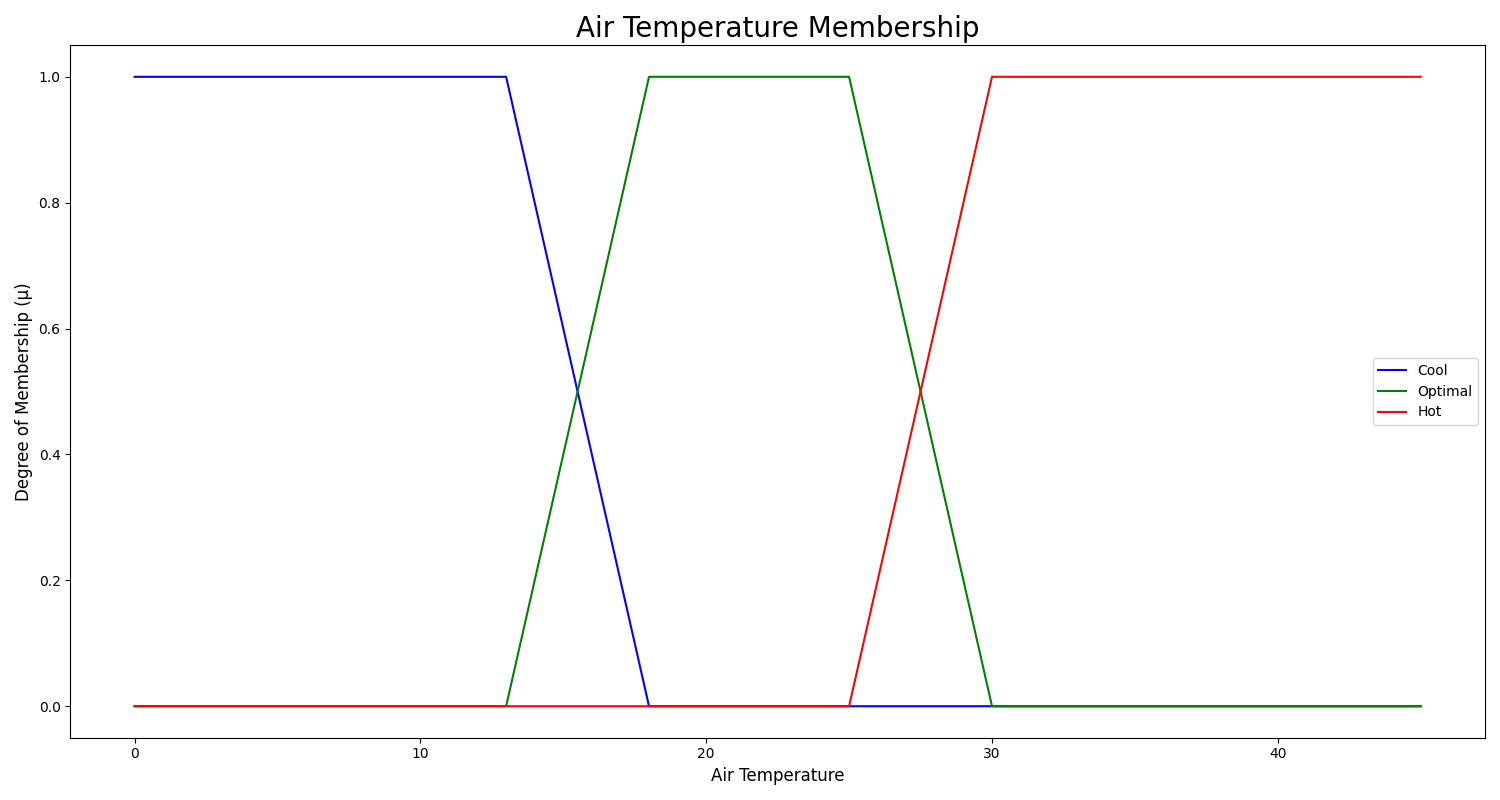 Air Temperature Membership
1.0
0.8
0.6
0.4
0.2
0.0
Degree of Membership (μ)
Cool
Optimal
Hot
0 10 20 30 40
Air Temperature